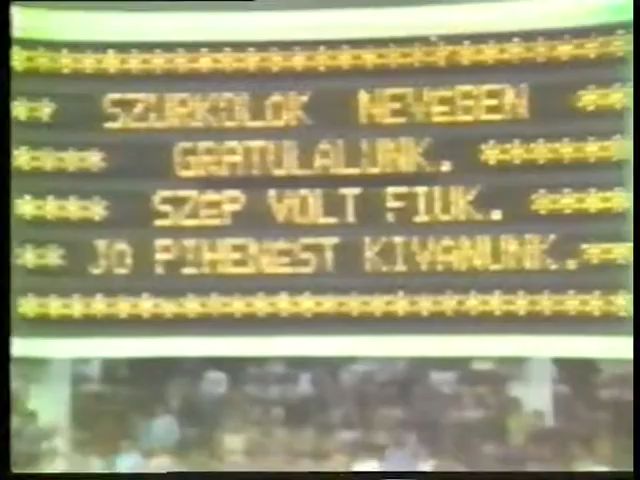 SZURKOLOK NEVEBEN
GRATULALUNK.
SZEP VOLT FIUK.
JO PIHENEST KIVANUNK.